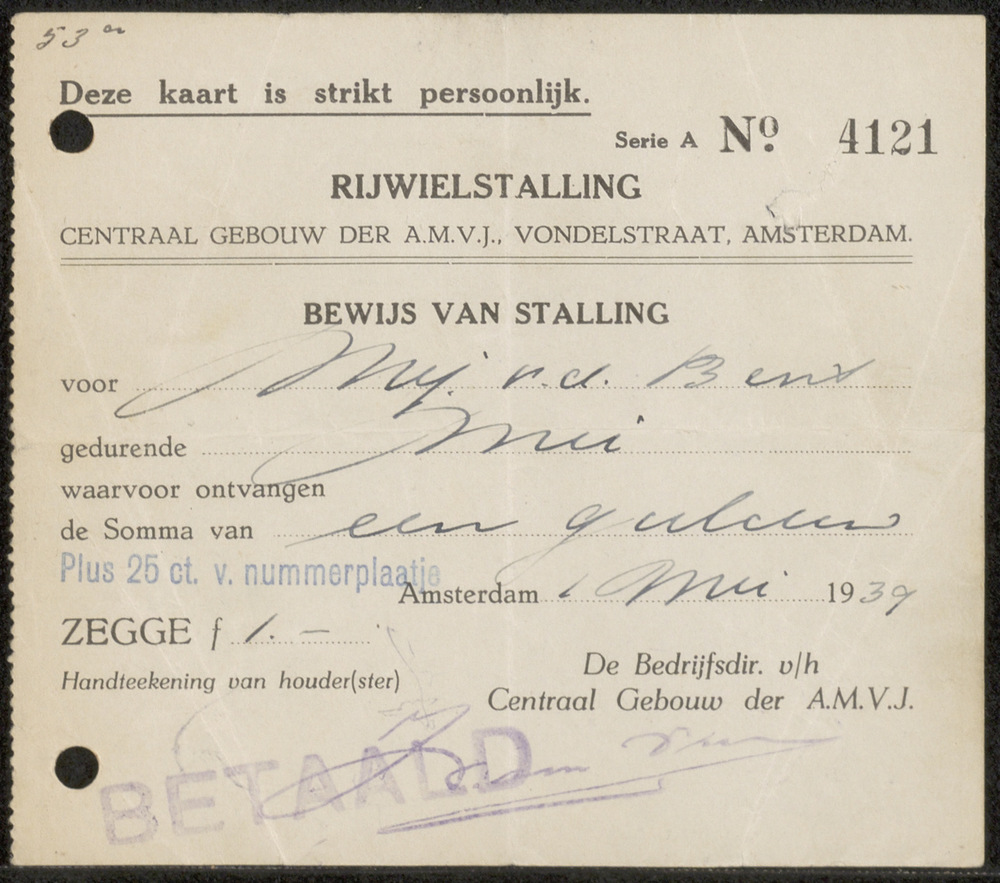 53
Deze kaart is strikt persoonlijk.
Serie A Nº 4121
RIJWIELSTALLING
CENTRAAL GEBOUW DER A.M.V.J., VONDELSTRAAT, AMSTERDAM.
BEWIJS VAN STALLING
voor Mej. v.d. Bent
gedurende Mei
waarvoor ontvangen
de Somma van een gulden
Plus 25 ct. v. nummerplaatje
Amsterdam 1 Mei 1939
ZEGGE f 1.-
Handteekening van houder(ster)
De Bedrijfsdir. v/h
Centraal Gebouw der A.M.V.J.
BETAALD